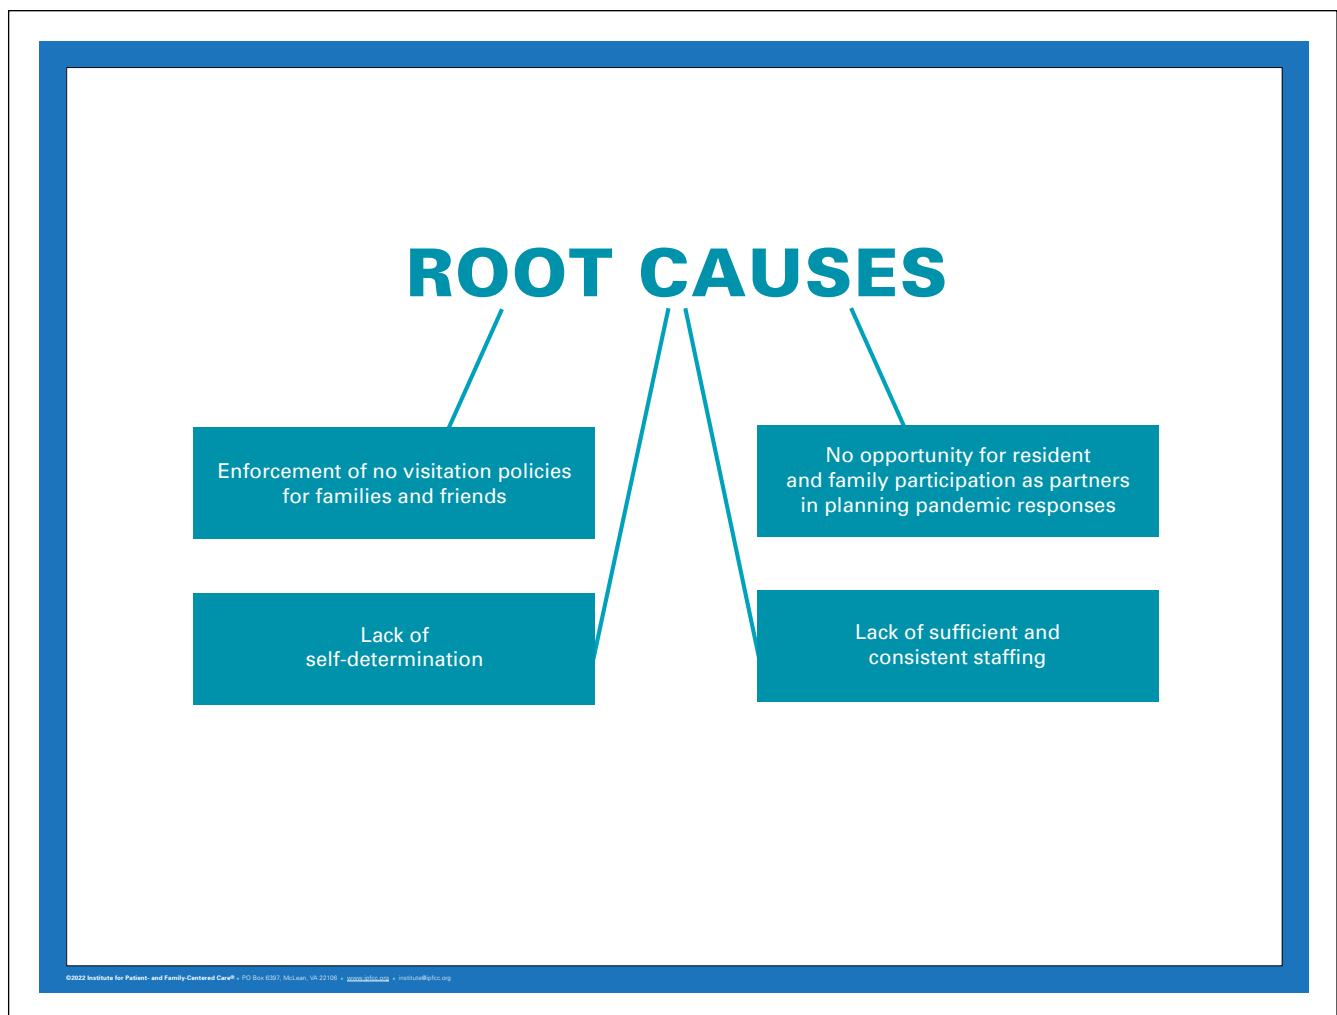 ROOT CAUSES
Enforcement of no visitation policies
for families and friends
No opportunity for resident
and family participation as partners
in planning pandemic responses
Lack of
self-determination
Lack of sufficient and
consistent staffing
©2022 Institute for Patient- and Family-Centered Care® • PO Box 6397, McLean, VA 22106 • www.ipfcc.org • institute@ipfcc.org